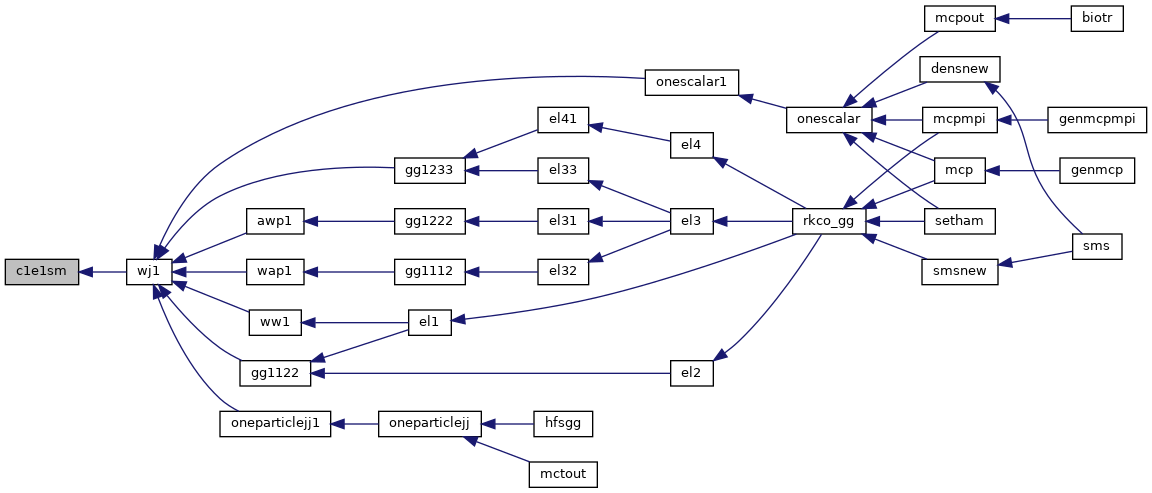 mcpout
biotr
densnew
onescalar1
onescalar
mcpmpi
genmcpmpi
el41
el4
gg1233
el33
mcp
genmcp
awp1
gg1222
el31
el3
rkco_gg
setham
sms
c1e1sm
wj1
wap1
gg1112
el32
smsnew
ww1
el1
gg1122
el2
oneparticlejj1
oneparticlejj
hfsgg
mctout